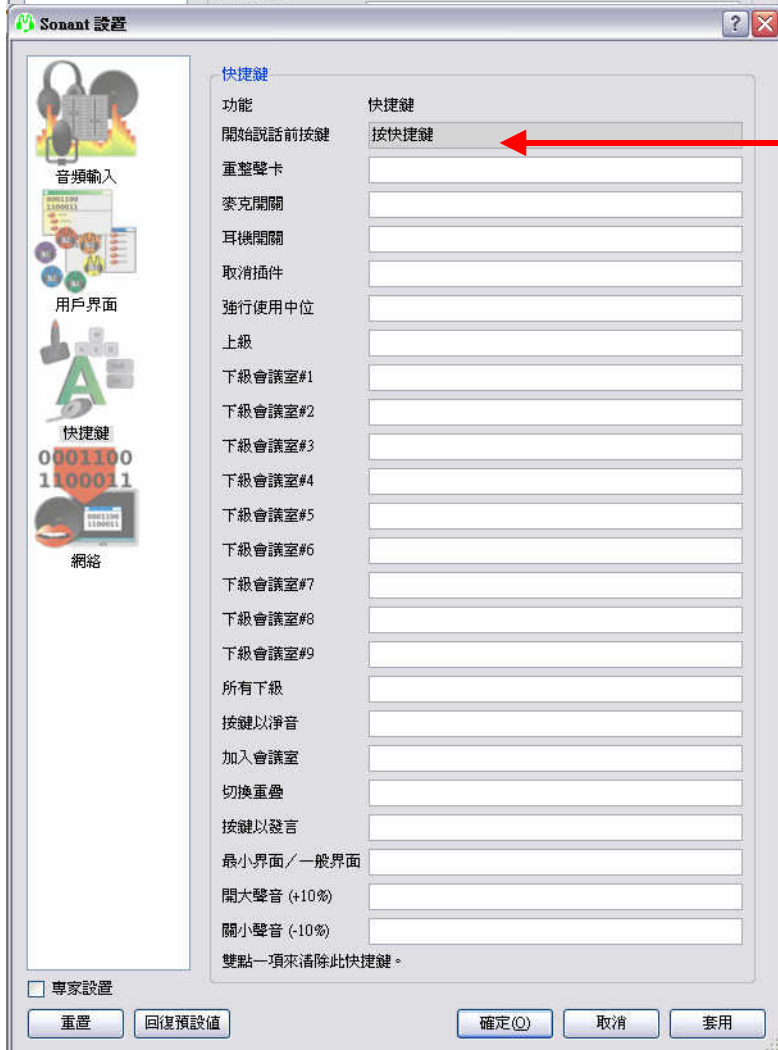 Sonant 設置
音頻輸入
用戶界面
快捷鍵
0001100
1100011
網絡
快捷鍵
功能 快捷鍵
開始說話前按鍵 按快捷鍵
重整聲卡
麥克開關
耳機開關
取消插件
強行使用中位
上級
下級會議室#1
下級會議室#2
下級會議室#3
下級會議室#4
下級會議室#5
下級會議室#6
下級會議室#7
下級會議室#8
下級會議室#9
所有下級
按鍵以淨音
加入會議室
切換重疊
按鍵以發言
最小界面／一般界面
開大聲音 (+10%)
關小聲音 (-10%)
雙點一項來清除此快捷鍵。
專家設置
重置 回復預設值 確定(O) 取消 套用